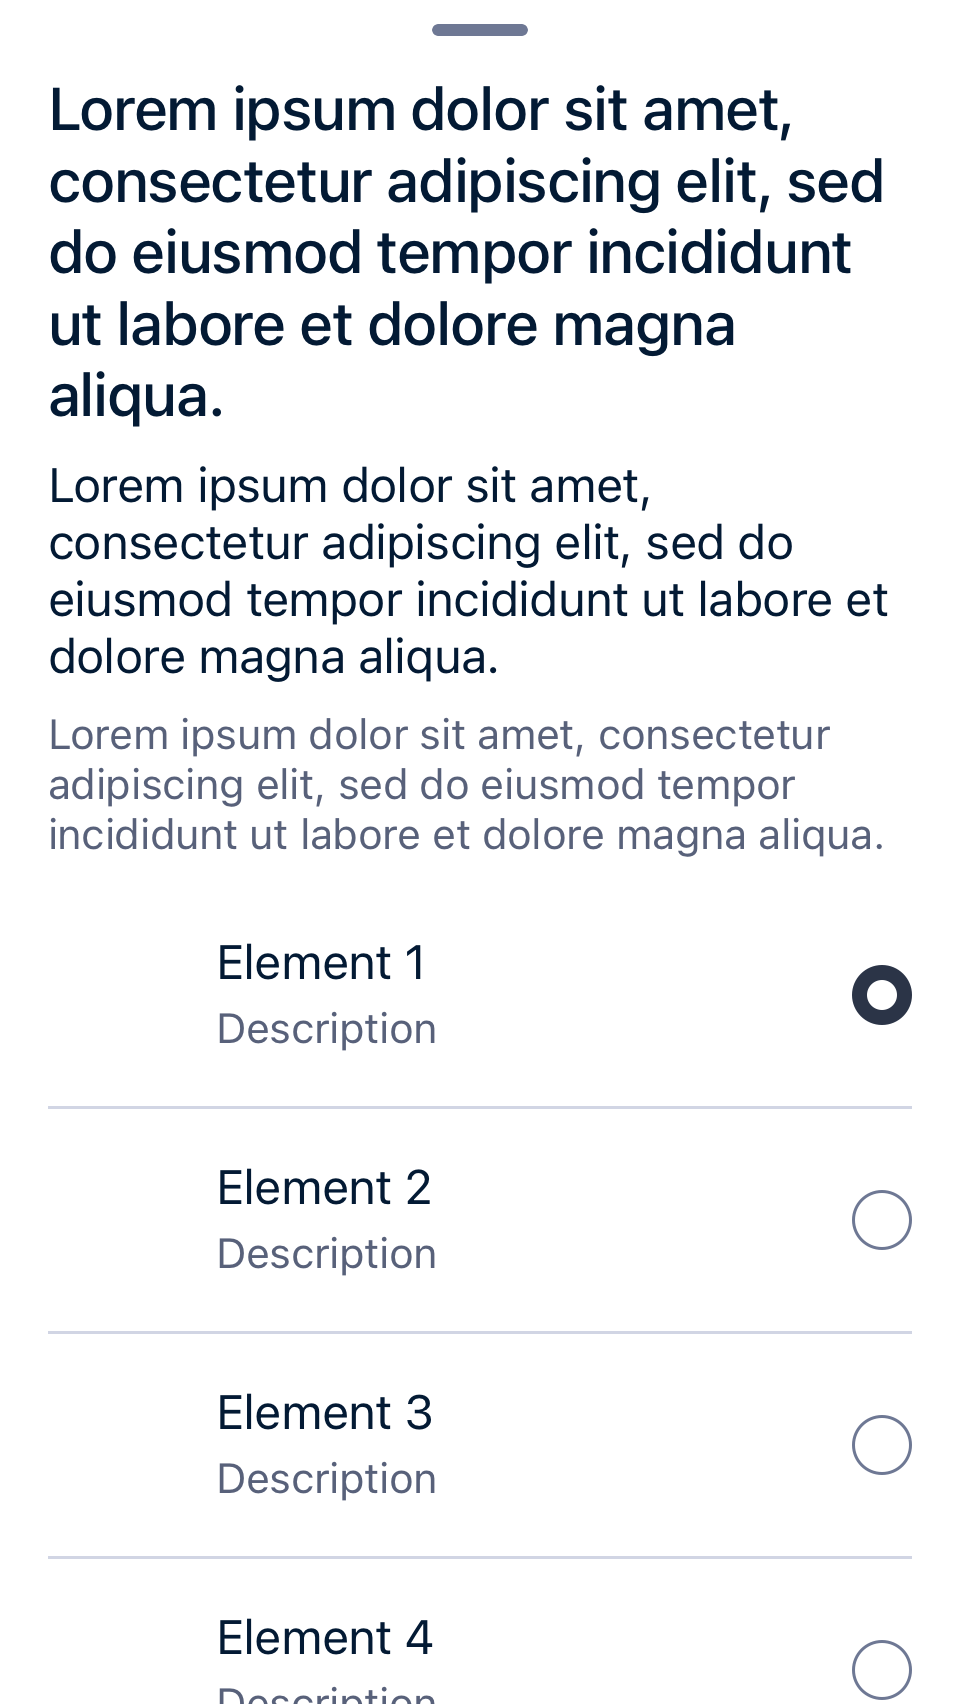 Lorem ipsum dolor sit amet,
consectetur adipiscing elit, sed
do eiusmod tempor incididunt
ut labore et dolore magna
aliqua.
Lorem ipsum dolor sit amet,
consectetur adipiscing elit, sed do
eiusmod tempor incididunt ut labore et
dolore magna aliqua.
Lorem ipsum dolor sit amet, consectetur
adipiscing elit, sed do eiusmod tempor
incididunt ut labore et dolore magna aliqua.
Element 1
Description
Element 2
Description
Element 3
Description
Element 4
Description